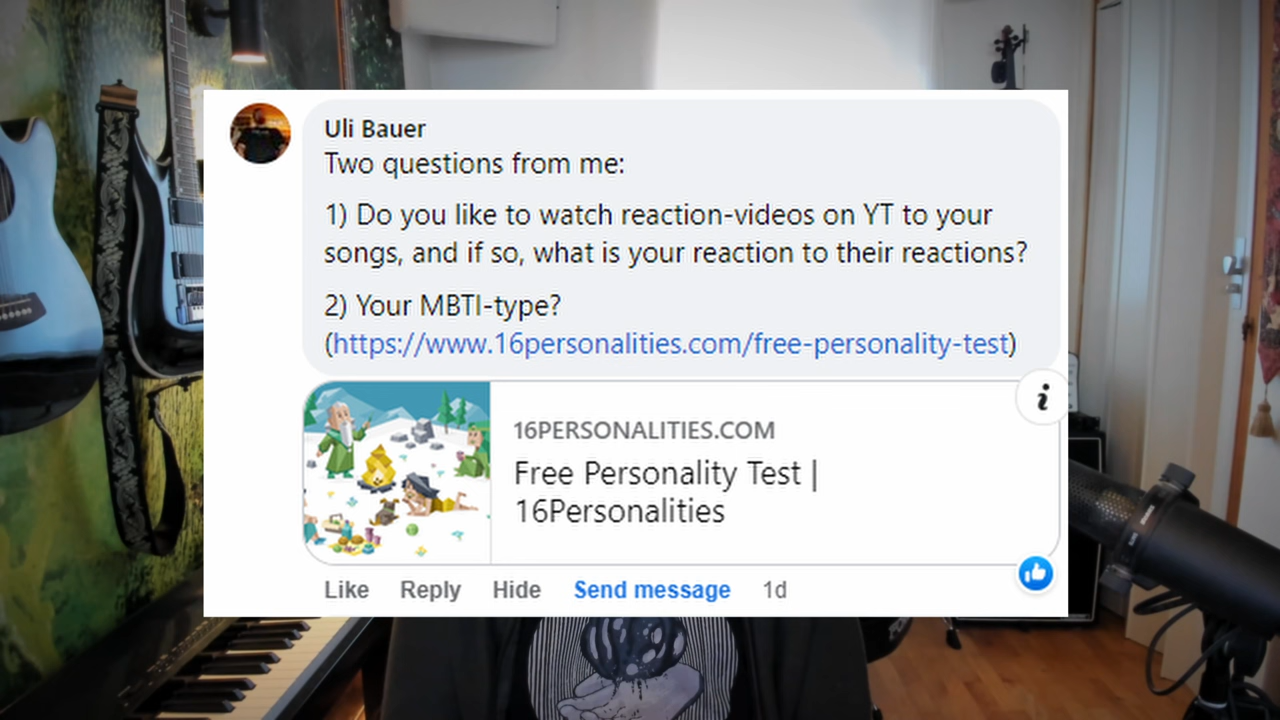 Uli Bauer
Two questions from me:
1) Do you like to watch reaction-videos on YT to your
songs, and if so, what is your reaction to their reactions?
2) Your MBTI-type?
(https://www.16personalities.com/free-personality-test)
16PERSONALITIES.COM
Free Personality Test |
16Personalities
Like Reply Hide Send message 1d